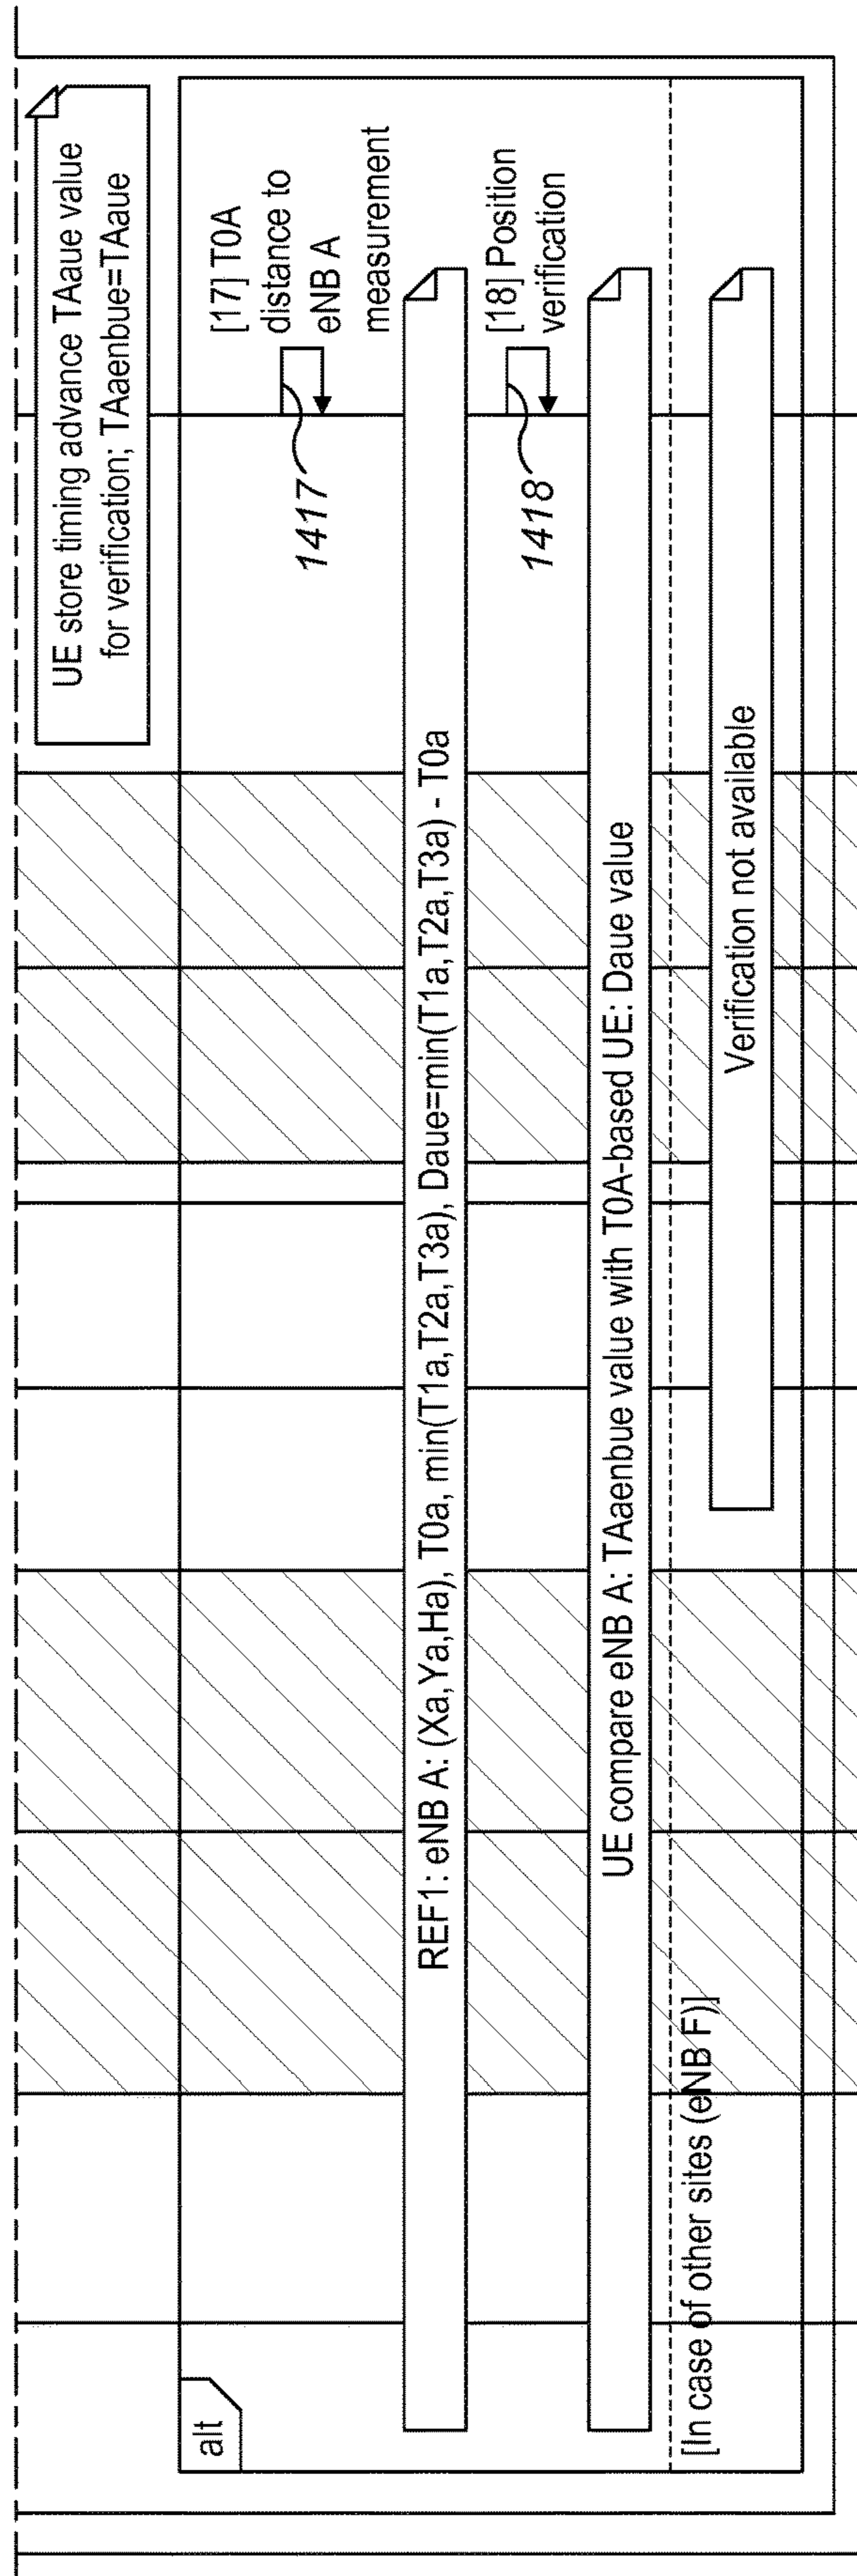 UE store timing advance TAaue value
for verification; TAaenbue=TAaue
alt
[17] T0A
distance to
eNB A
measurement
1417
REF1: eNB A: (Xa,Ya,Ha), T0a, min(T1a,T2a,T3a), Daue=min(T1a,T2a,T3a) - T0a
[18] Position
verification
1418
UE compare eNB A: TAaenbue value with T0A-based UE: Daue value
[In case of other sites (eNB F)]
Verification not available